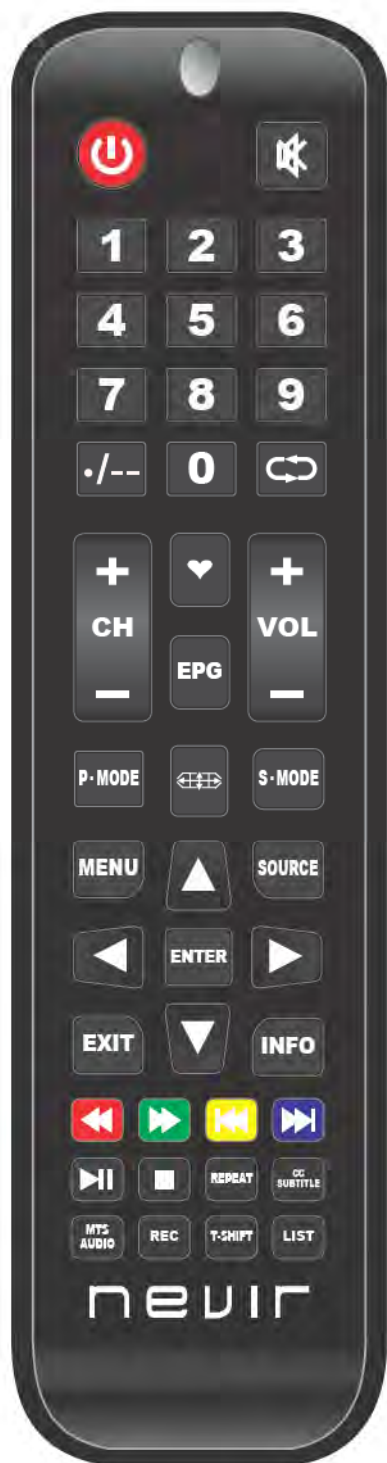 1 2 3
4 5 6
7 8 9
·/-- 0
+ +
CH VOL
EPG
− −
P·MODE S·MODE
MENU SOURCE
ENTER
EXIT INFO
REPEAT CC SUBTITLE
MTS AUDIO REC T-SHIFT LIST
nevir